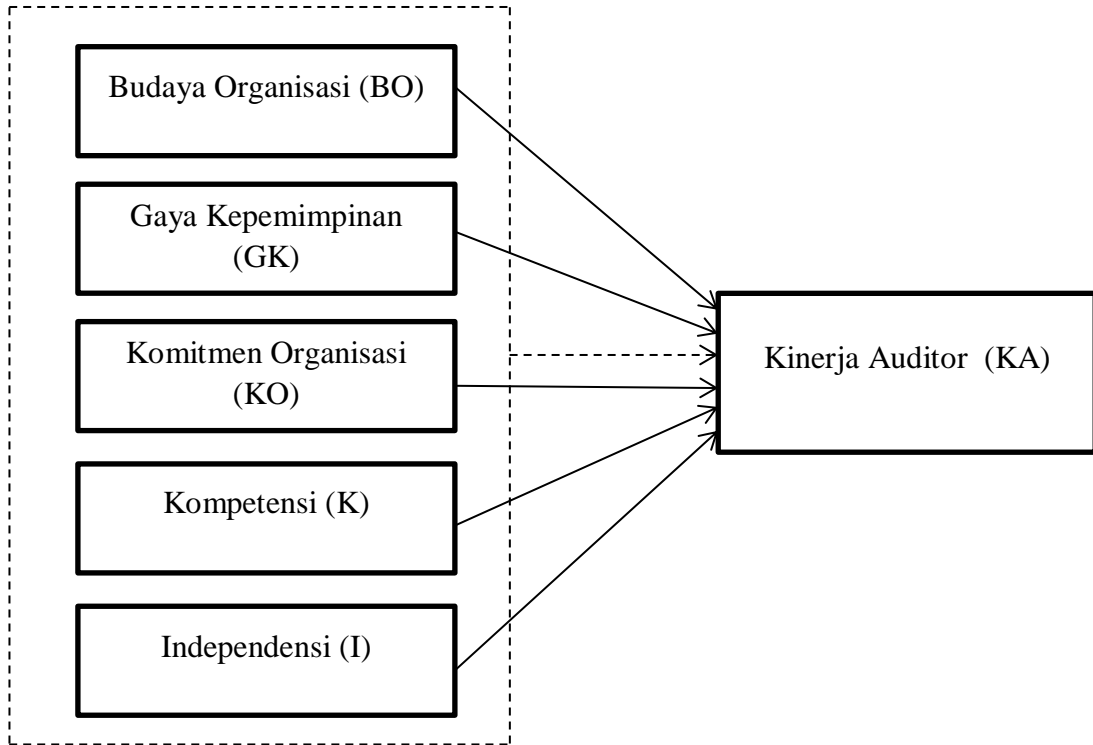 Budaya Organisasi (BO)
Gaya Kepemimpinan
(GK)
Komitmen Organisasi
(KO)
Kinerja Auditor (KA)
Kompetensi (K)
Independensi (I)